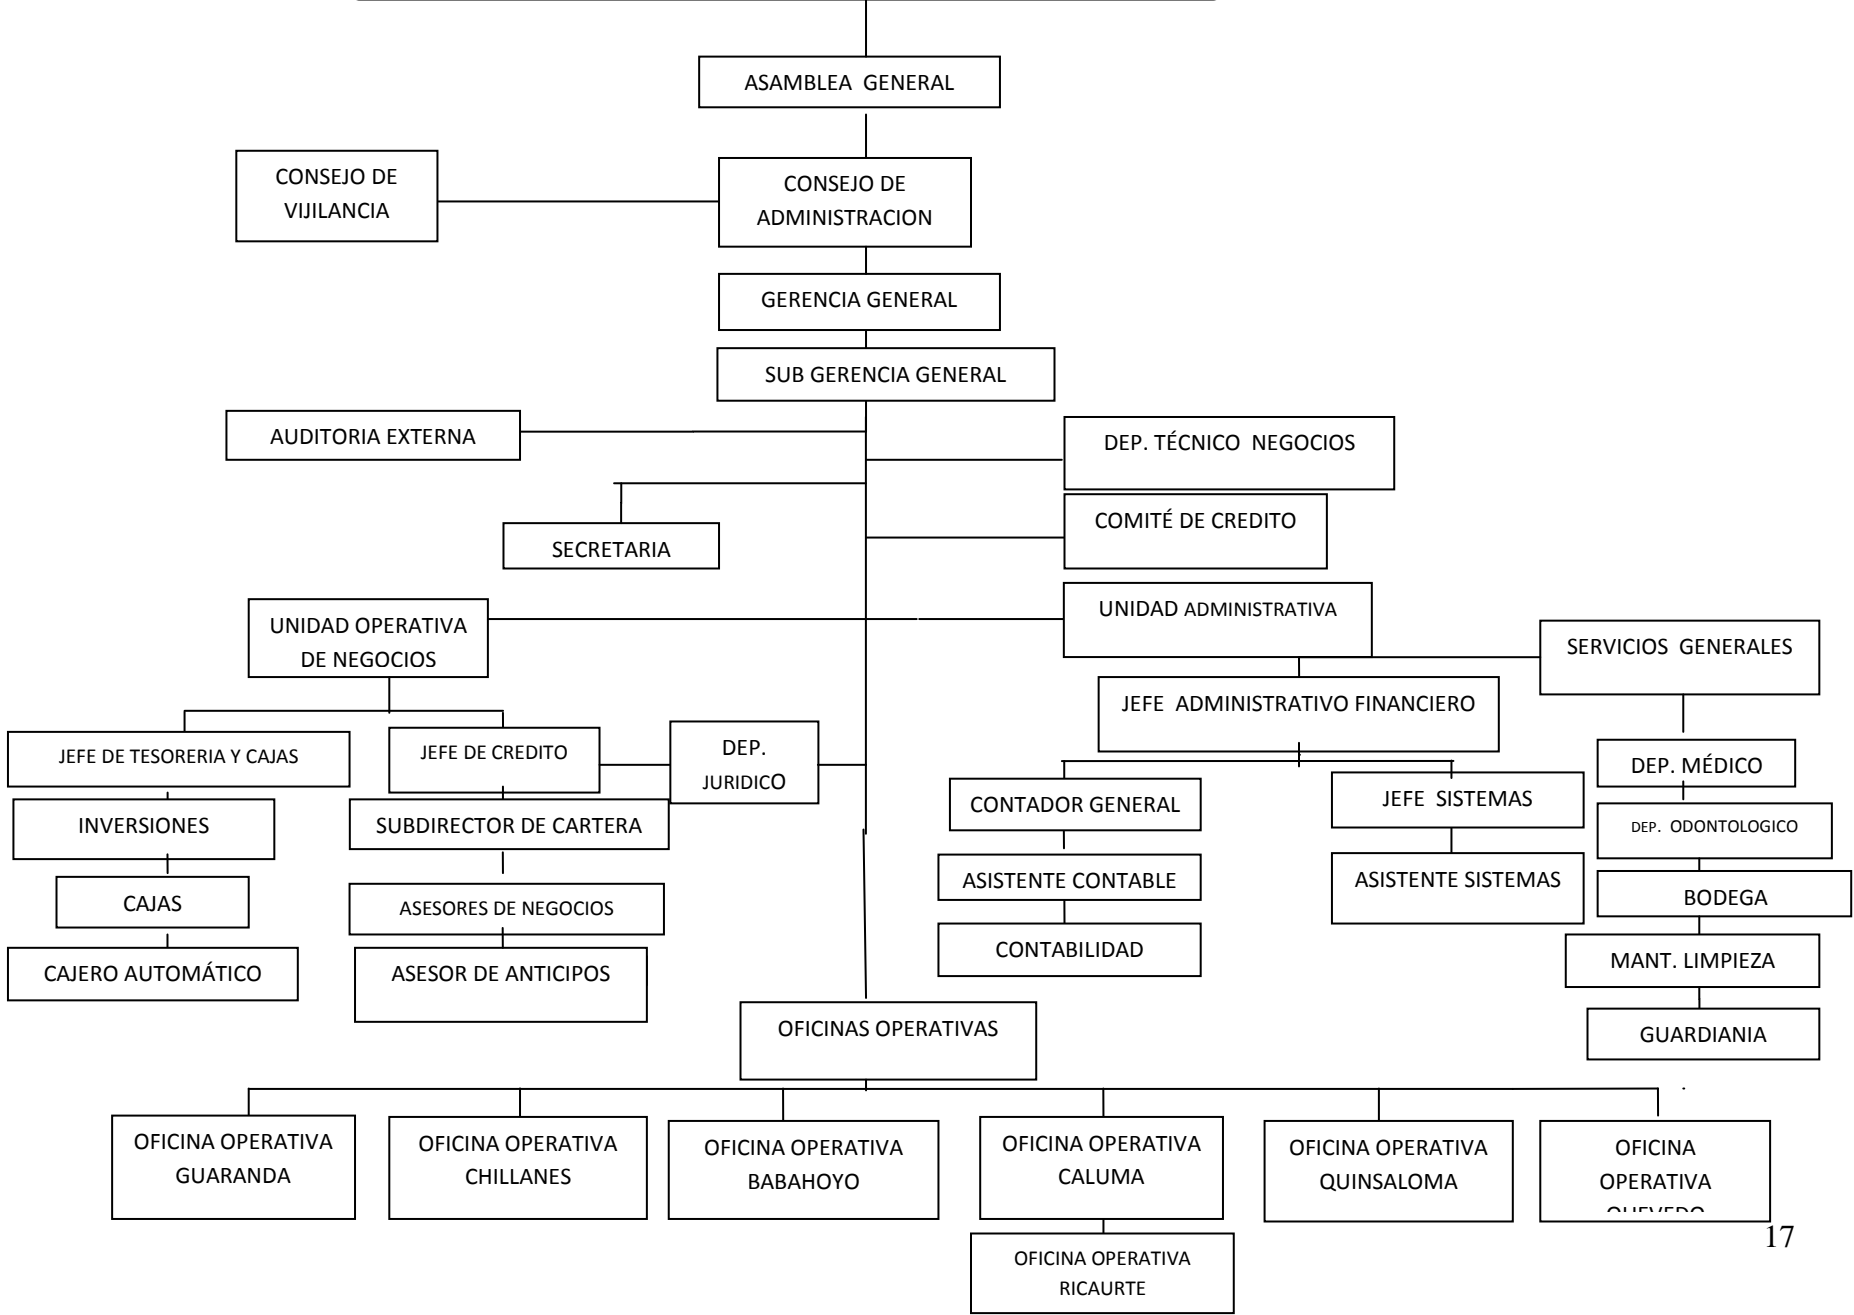 ASAMBLEA GENERAL
CONSEJO DE
VIJILANCIA
CONSEJO DE
ADMINISTRACION
GERENCIA GENERAL
SUB GERENCIA GENERAL
AUDITORIA EXTERNA
DEP. TÉCNICO NEGOCIOS
SECRETARIA
COMITÉ DE CREDITO
UNIDAD OPERATIVA
DE NEGOCIOS
UNIDAD ADMINISTRATIVA
SERVICIOS GENERALES
JEFE ADMINISTRATIVO FINANCIERO
JEFE DE TESORERIA Y CAJAS
JEFE DE CREDITO
DEP.
JURIDICO
DEP. MÉDICO
INVERSIONES
SUBDIRECTOR DE CARTERA
CONTADOR GENERAL
JEFE SISTEMAS
DEP. ODONTOLOGICO
CAJAS
ASESORES DE NEGOCIOS
ASISTENTE CONTABLE
ASISTENTE SISTEMAS
BODEGA
CAJERO AUTOMÁTICO
ASESOR DE ANTICIPOS
CONTABILIDAD
MANT. LIMPIEZA
OFICINAS OPERATIVAS
GUARDIANIA
OFICINA OPERATIVA
GUARANDA
OFICINA OPERATIVA
CHILLANES
OFICINA OPERATIVA
BABAHOYO
OFICINA OPERATIVA
CALUMA
OFICINA OPERATIVA
QUINSALOMA
OFICINA
OPERATIVA
QUEVEDO
OFICINA OPERATIVA
RICAURTE
17